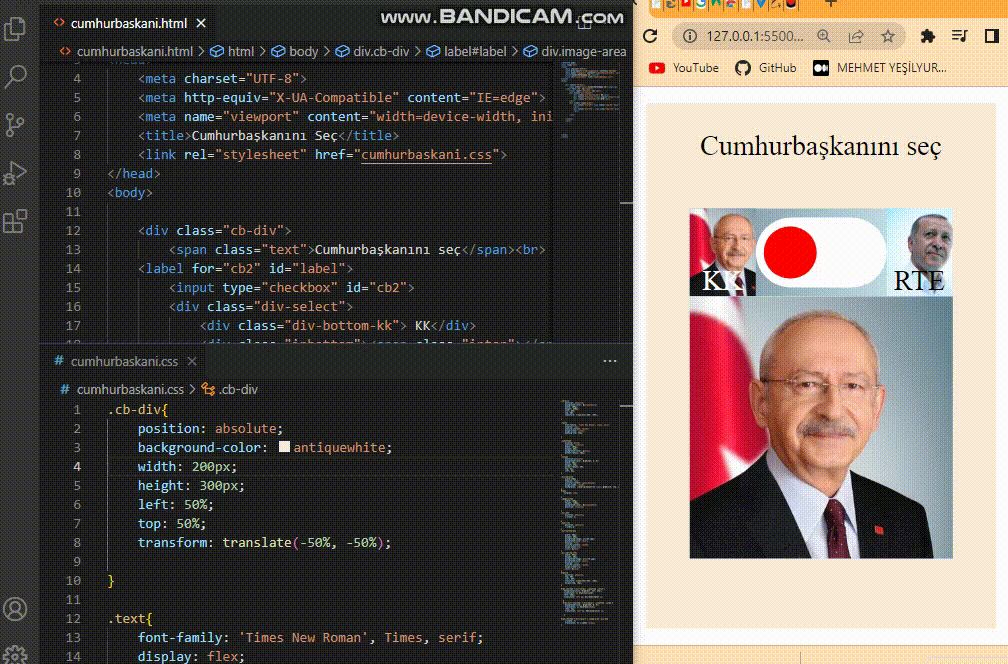 cumhurbaskani.html
www.BANDICAM.com
cumhurbaskani.html > html > body > div.cb-div > label#label > div.image-area
4 <meta charset="UTF-8">
5 <meta http-equiv="X-UA-Compatible" content="IE=edge">
6 <meta name="viewport" content="width=device-width, ini
7 <title>Cumhurbaşkanını Seç</title>
8 <link rel="stylesheet" href="cumhurbaskani.css">
9 </head>
10 <body>
11
12 <div class="cb-div">
13 <span class="text">Cumhurbaşkanını seç</span><br>
14 <label for="cb2" id="label">
15 <input type="checkbox" id="cb2">
16 <div class="div-select">
17 <div class="div-bottom-kk"> KK</div>
# cumhurbaskani.css
# cumhurbaskani.css > .cb-div
1 .cb-div{
2 position: absolute;
3 background-color: antiquewhite;
4 width: 200px;
5 height: 300px;
6 left: 50%;
7 top: 50%;
8 transform: translate(-50%, -50%);
9
10 }
11
12 .text{
13 font-family: 'Times New Roman', Times, serif;
14 display: flex;
127.0.0.1:5500...
YouTube GitHub MEHMET YEŞİLYUR...
Cumhurbaşkanını seç
KK RTE